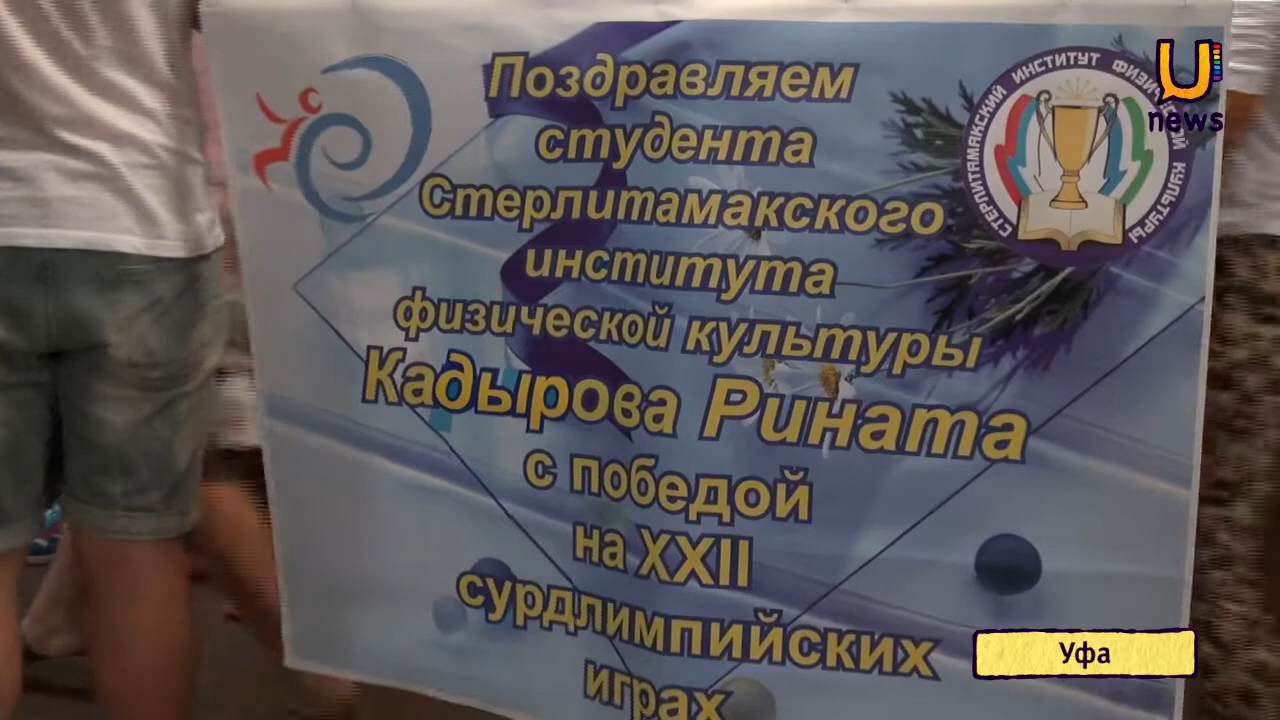 Поздравляем
студента
Стерлитамакского
института
физической культуры
Кадырова Рината
с победой
на XXII
сурдлимпийских
играх
СТЕРЛИТАМАКСКИЙ ИНСТИТУТ ФИЗИЧЕСКОЙ КУЛЬТУРЫ
U
news
Уфа